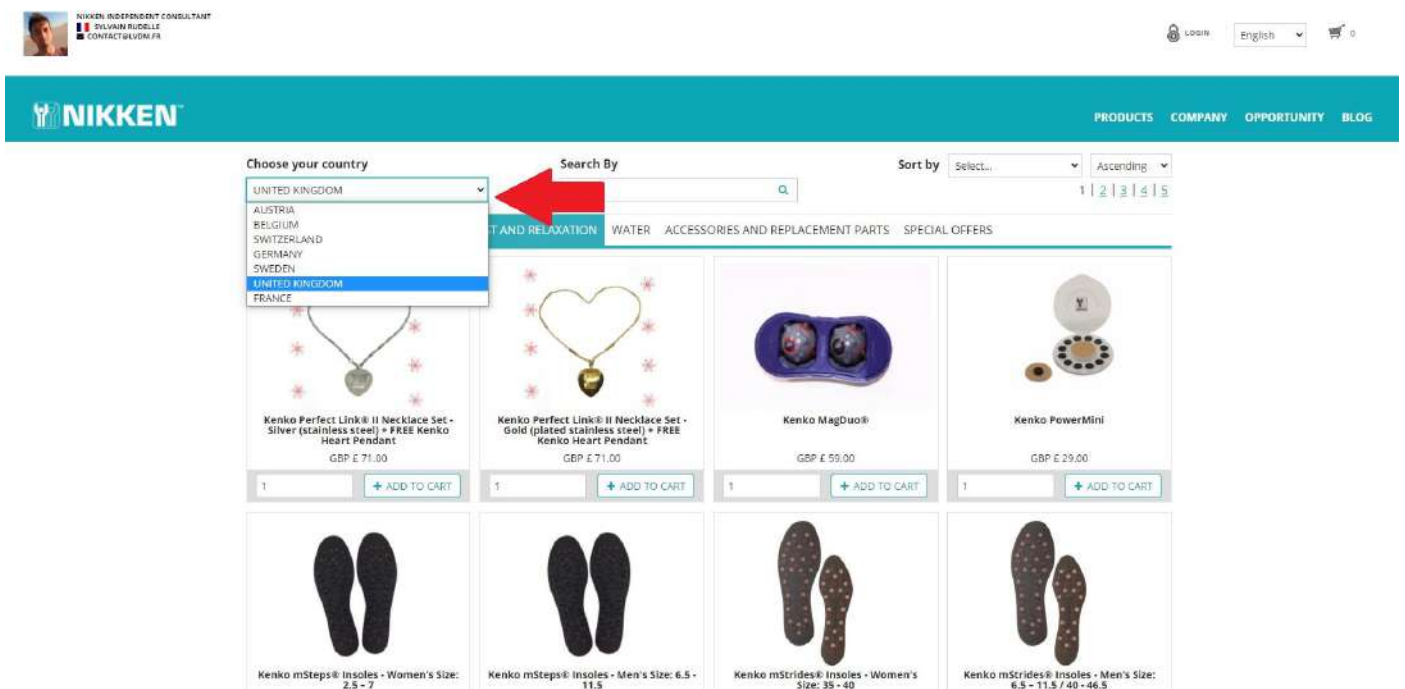 NIKKEN INDEPENDENT CONSULTANT
SYLVAIN RUDELLE
CONTACT@LVDM.FR
LOGIN
English
0
NIKKEN™
PRODUCTS COMPANY OPPORTUNITY BLOG
Choose your country
Search By
Sort by
Select...
Ascending
UNITED KINGDOM
1 | 2 | 3 | 4 | 5
AUSTRIA
BELGIUM
SWITZERLAND
GERMANY
SWEDEN
UNITED KINGDOM
FRANCE
AND RELAXATION WATER ACCESSORIES AND REPLACEMENT PARTS SPECIAL OFFERS
Kenko Perfect Link® II Necklace Set -
Silver (stainless steel) + FREE Kenko
Heart Pendant
GBP £ 71.00
1
+ ADD TO CART
Kenko Perfect Link® II Necklace Set -
Gold (plated stainless steel) + FREE
Kenko Heart Pendant
GBP £ 71.00
1
+ ADD TO CART
Kenko MagDuo®
GBP £ 59.00
1
+ ADD TO CART
Kenko PowerMini
GBP £ 29.00
1
+ ADD TO CART
Kenko mSteps® Insoles - Women's Size:
2.5 - 7
Kenko mSteps® Insoles - Men's Size: 6.5 -
11.5
Kenko mStrides® Insoles - Women's
Size: 35 - 40
Kenko mStrides® Insoles - Men's Size:
6.5 - 11.5 / 40 - 46.5